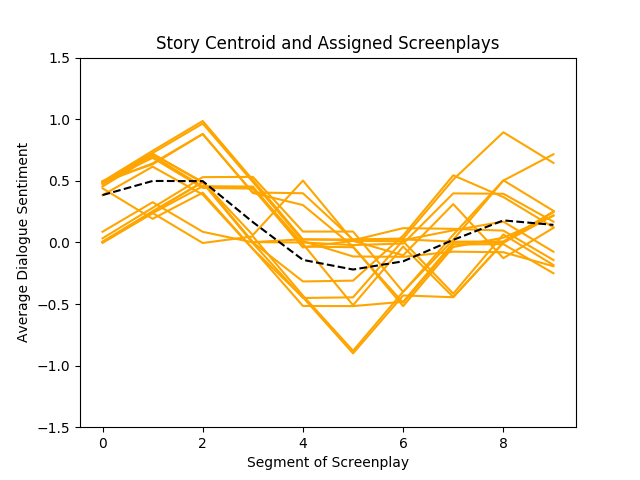 Story Centroid and Assigned Screenplays
1.5
1.0
0.5
0.0
−0.5
−1.0
−1.5
Average Dialogue Sentiment
0 2 4 6 8
Segment of Screenplay